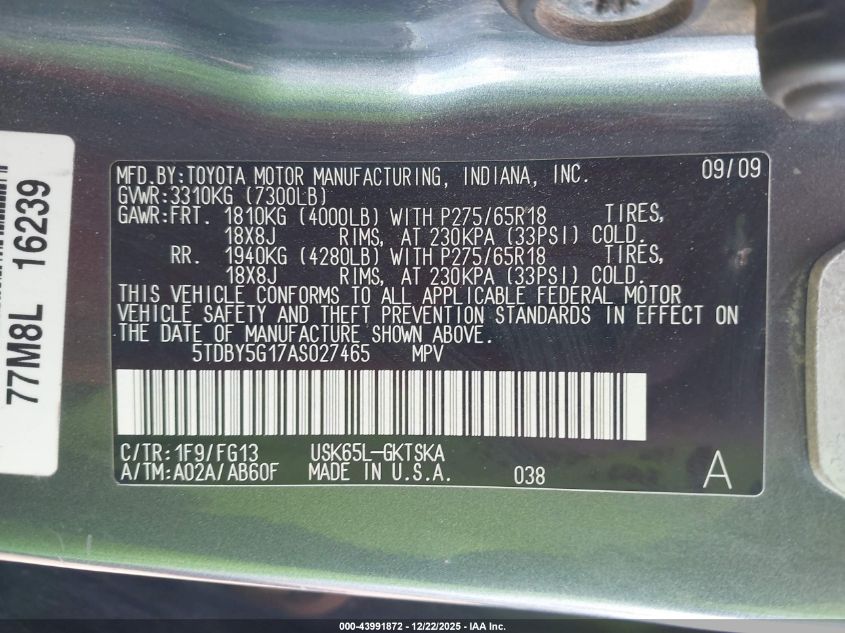 MFD.BY:TOYOTA MOTOR MANUFACTURING, INDIANA, INC. 09/09
GVWR:3310KG (7300LB)
GAWR:FRT. 1810KG (4000LB) WITH P275/65R18 TIRES,
18X8J RIMS, AT 230KPA (33PSI) COLD.
RR. 1940KG (4280LB) WITH P275/65R18 TIRES,
18X8J RIMS, AT 230KPA (33PSI) COLD.
THIS VEHICLE CONFORMS TO ALL APPLICABLE FEDERAL MOTOR
VEHICLE SAFETY AND THEFT PREVENTION STANDARDS IN EFFECT ON
THE DATE OF MANUFACTURE SHOWN ABOVE.
5TDBY5G17AS027465 MPV
C/TR:1F9/FG13 USK65L-GKTSKA
A/TM:A02A/AB60F MADE IN U.S.A. 038 A
77M8L 16239
000-43991872 - 12/22/2025 - IAA Inc.